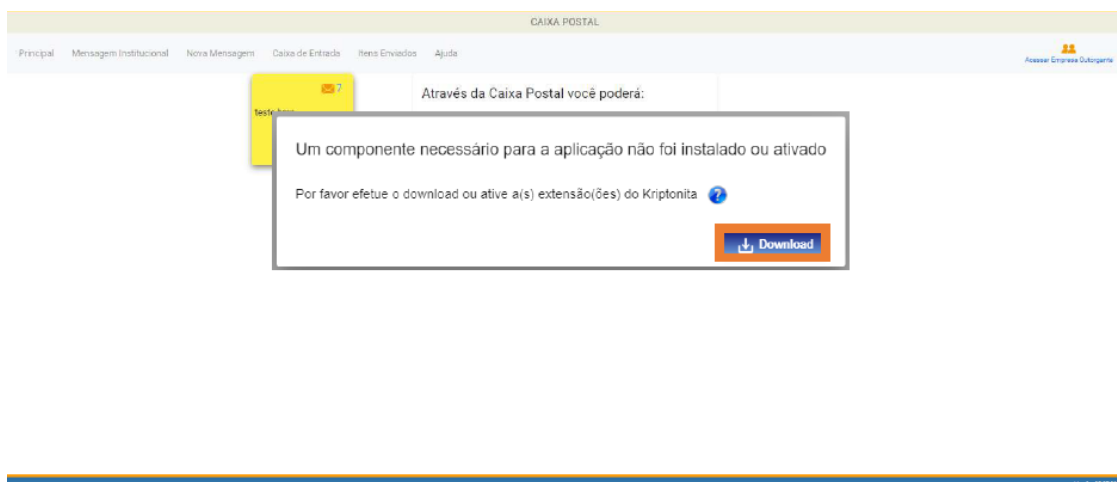 CAIXA POSTAL
Principal Mensagem Institucional Nova Mensagem Caixa de Entrada Itens Enviados Ajuda
Acessar Empresa Outorgante
7
Através da Caixa Postal você poderá:
teste
Um componente necessário para a aplicação não foi instalado ou ativado
Por favor efetue o download ou ative a(s) extensão(ões) do Kriptonita ?
Download